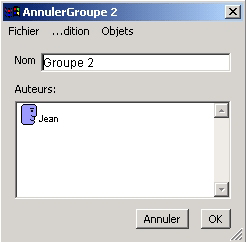 AnnulerGroupe 2
Fichier ...dition Objets
Nom Groupe 2
Auteurs:
Jean
Annuler OK